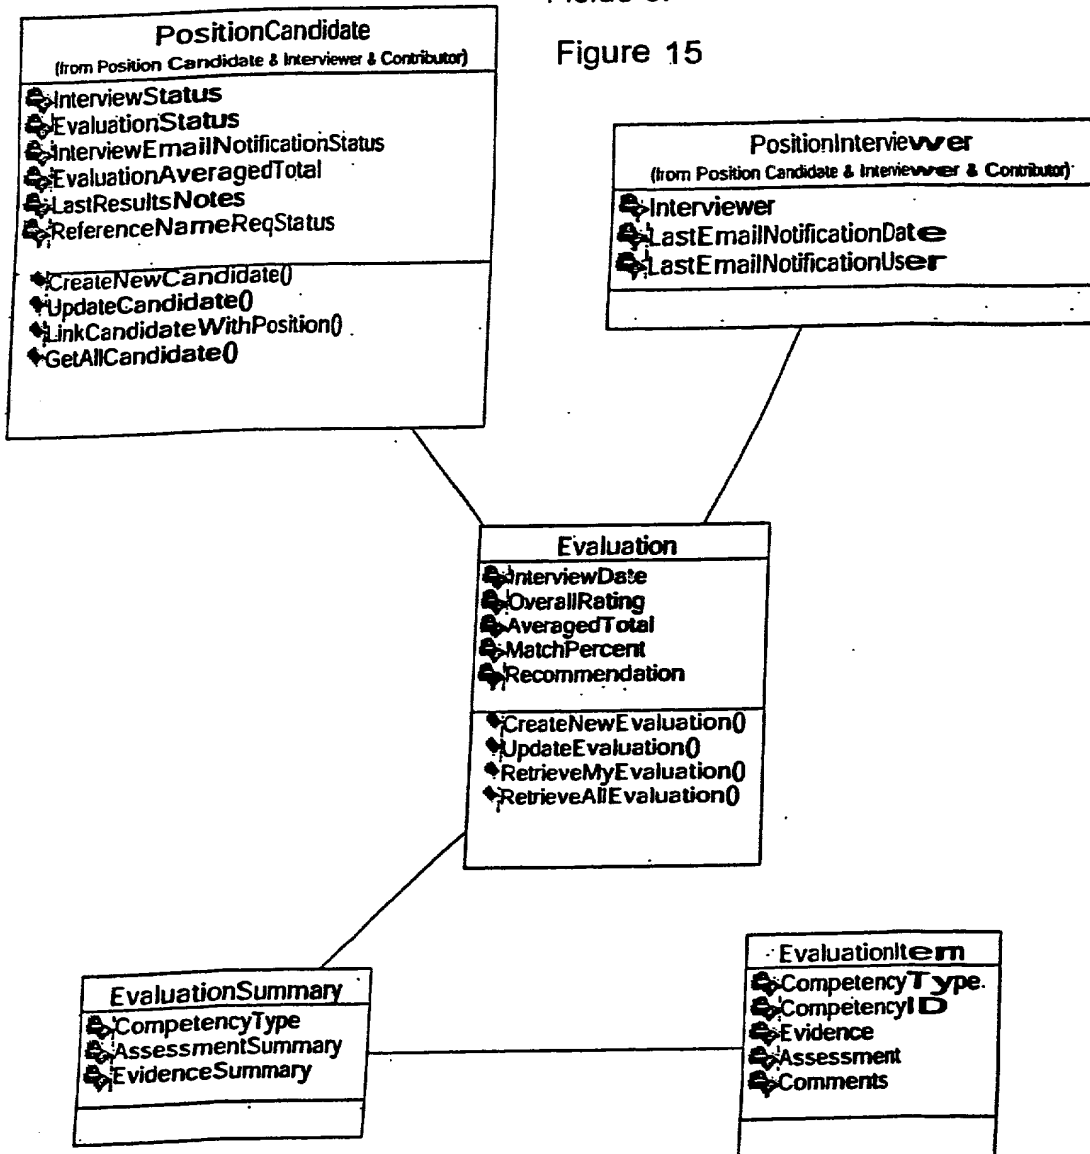 Figure 15
PositionCandidate
(from Position Candidate & Interviewer & Contributor)
InterviewStatus
EvaluationStatus
InterviewEmailNotificationStatus
EvaluationAveragedTotal
LastResultsNotes
ReferenceNameReqStatus
CreateNewCandidate()
UpdateCandidate()
LinkCandidateWithPosition()
GetAllCandidate()
PositionInterviewer
(from Position Candidate & Interviewer & Contributor)
Interviewer
LastEmailNotificationDate
LastEmailNotificationUser
Evaluation
InterviewDate
OverallRating
AveragedTotal
MatchPercent
Recommendation
CreateNewEvaluation()
UpdateEvaluation()
RetrieveMyEvaluation()
RetrieveAllEvaluation()
EvaluationSummary
CompetencyType
AssessmentSummary
EvidenceSummary
EvaluationItem
CompetencyType
CompetencyID
Evidence
Assessment
Comments